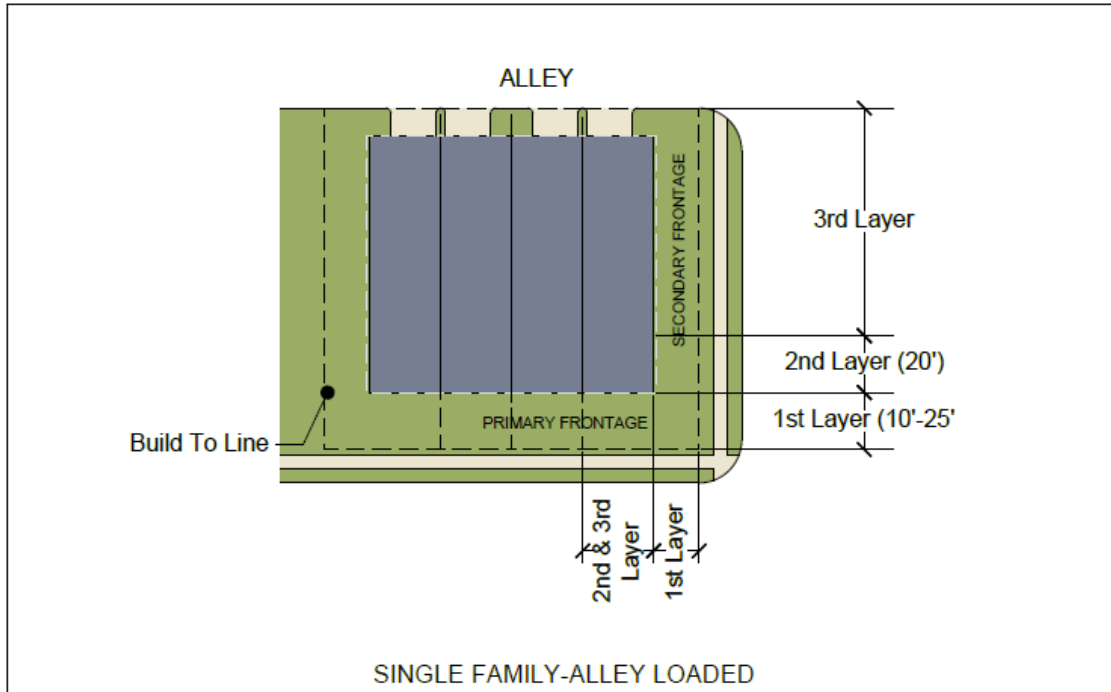 ALLEY
SECONDARY FRONTAGE
3rd Layer
2nd Layer (20')
1st Layer (10'-25'
PRIMARY FRONTAGE
Build To Line
2nd & 3rd
Layer
1st Layer
SINGLE FAMILY-ALLEY LOADED